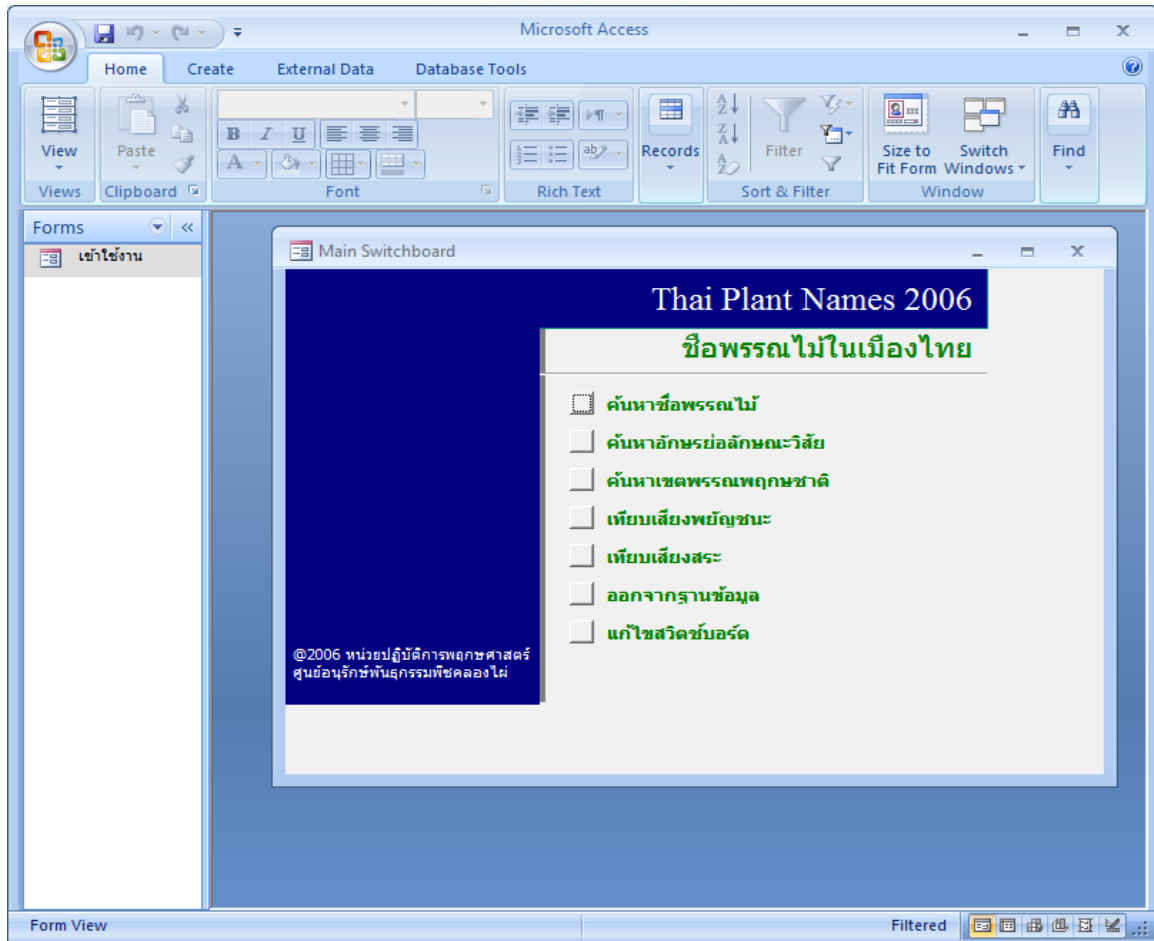 Microsoft Access
Home Create External Data Database Tools
View Paste B I U A ab Records A Z Z A A Z Filter Size to Fit Form Switch Windows Find
Views Clipboard Font Rich Text Sort & Filter Window
Forms
เข้าใช้งาน
Main Switchboard
Thai Plant Names 2006
ชื่อพรรณไม้ในเมืองไทย
ค้นหาชื่อพรรณไม้
ค้นหาอักษรย่อลักษณะวิสัย
ค้นหาเขตพรรณพฤกษชาติ
เทียบเสียงพยัญชนะ
เทียบเสียงสระ
ออกจากฐานข้อมูล
แก้ไขสวิตช์บอร์ด
@2006 หน่วยปฏิบัติการพฤกษศาสตร์
ศูนย์อนุรักษ์พันธุกรรมพืชคลองไผ่
Form View Filtered